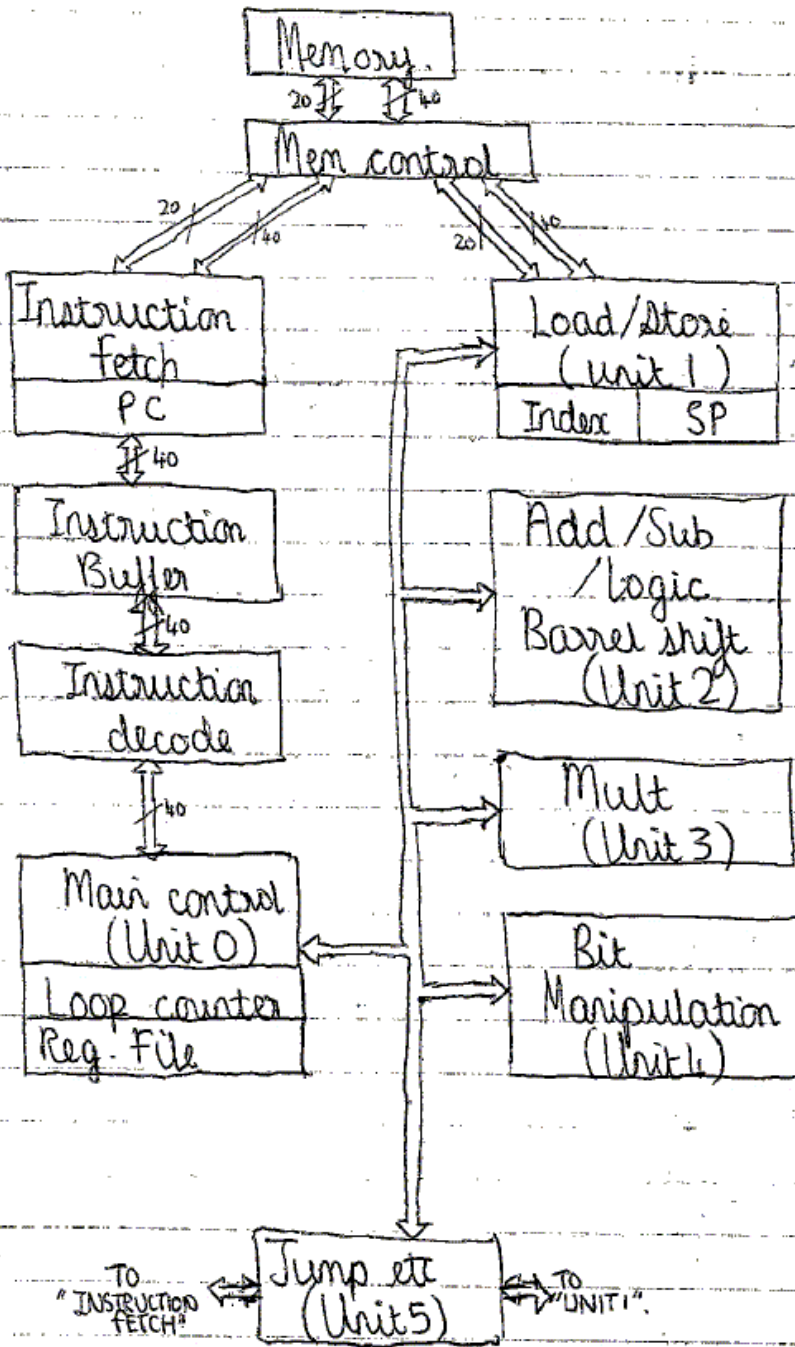 Memory.
20 40
Mem control
20 40
20 40
Instruction
fetch
PC
40
Instruction
Buffer
40
Instruction
decode
40
Main control
(Unit 0)
Loop counter
Reg. File
Load/Store
(unit 1)
Index SP
Add /Sub
/Logic
Barrel shift
(Unit 2)
Mult
(Unit 3)
Bit
Manipulation
(Unit 4)
Jump etc
(Unit 5)
TO
"INSTRUCTION
FETCH"
TO
"UNIT1".